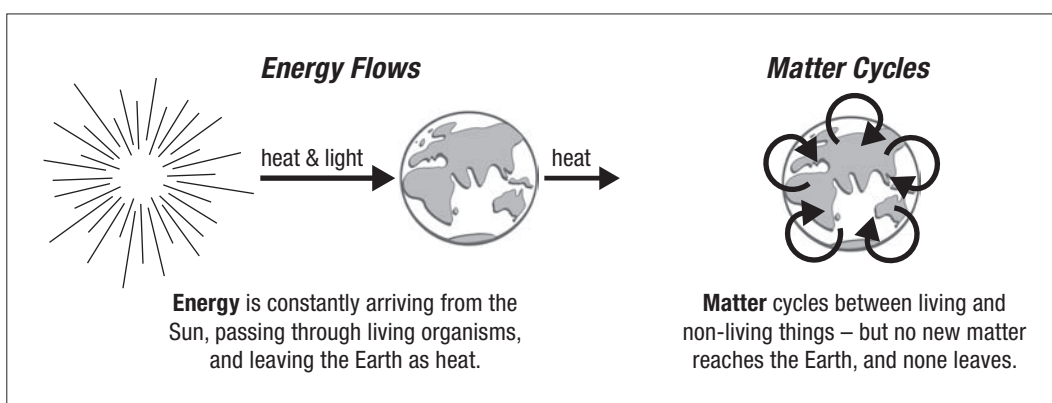 Energy Flows
heat & light
heat
Energy is constantly arriving from the
Sun, passing through living organisms,
and leaving the Earth as heat.
Matter Cycles
Matter cycles between living and
non-living things – but no new matter
reaches the Earth, and none leaves.